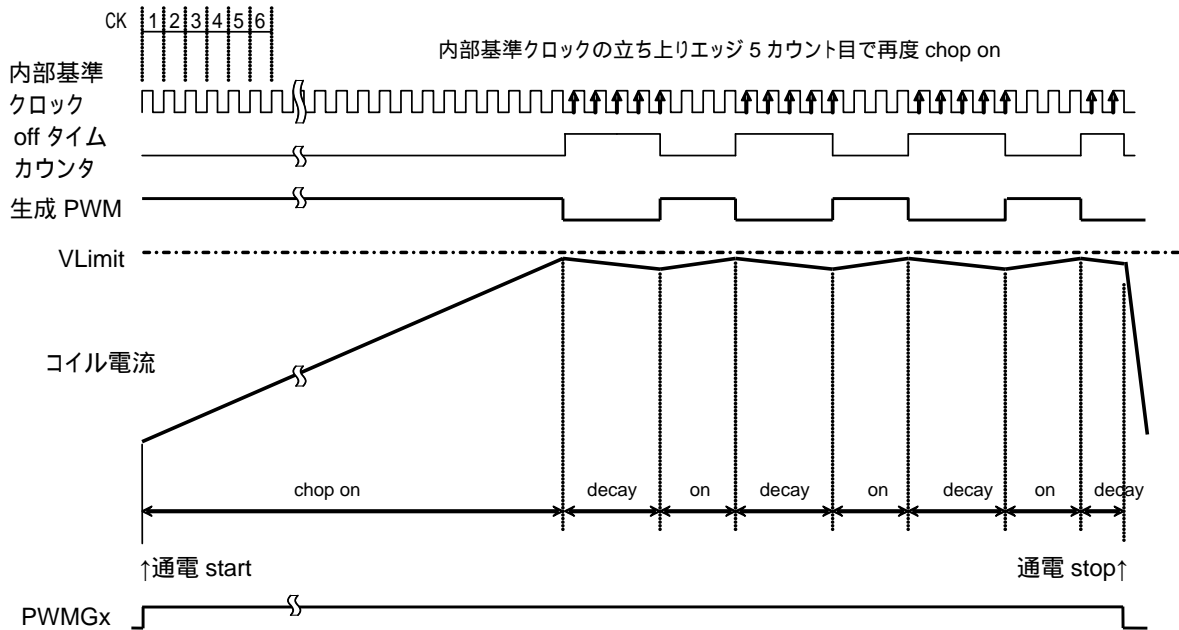 CK 1 2 3 4 5 6
内部基準クロックの立ち上りエッジ 5 カウント目で再度 chop on
内部基準
クロック
off タイム
カウンタ
生成 PWM
VLimit
コイル電流
chop on decay on decay on decay on decay
↑通電 start 通電 stop↑
PWMGx